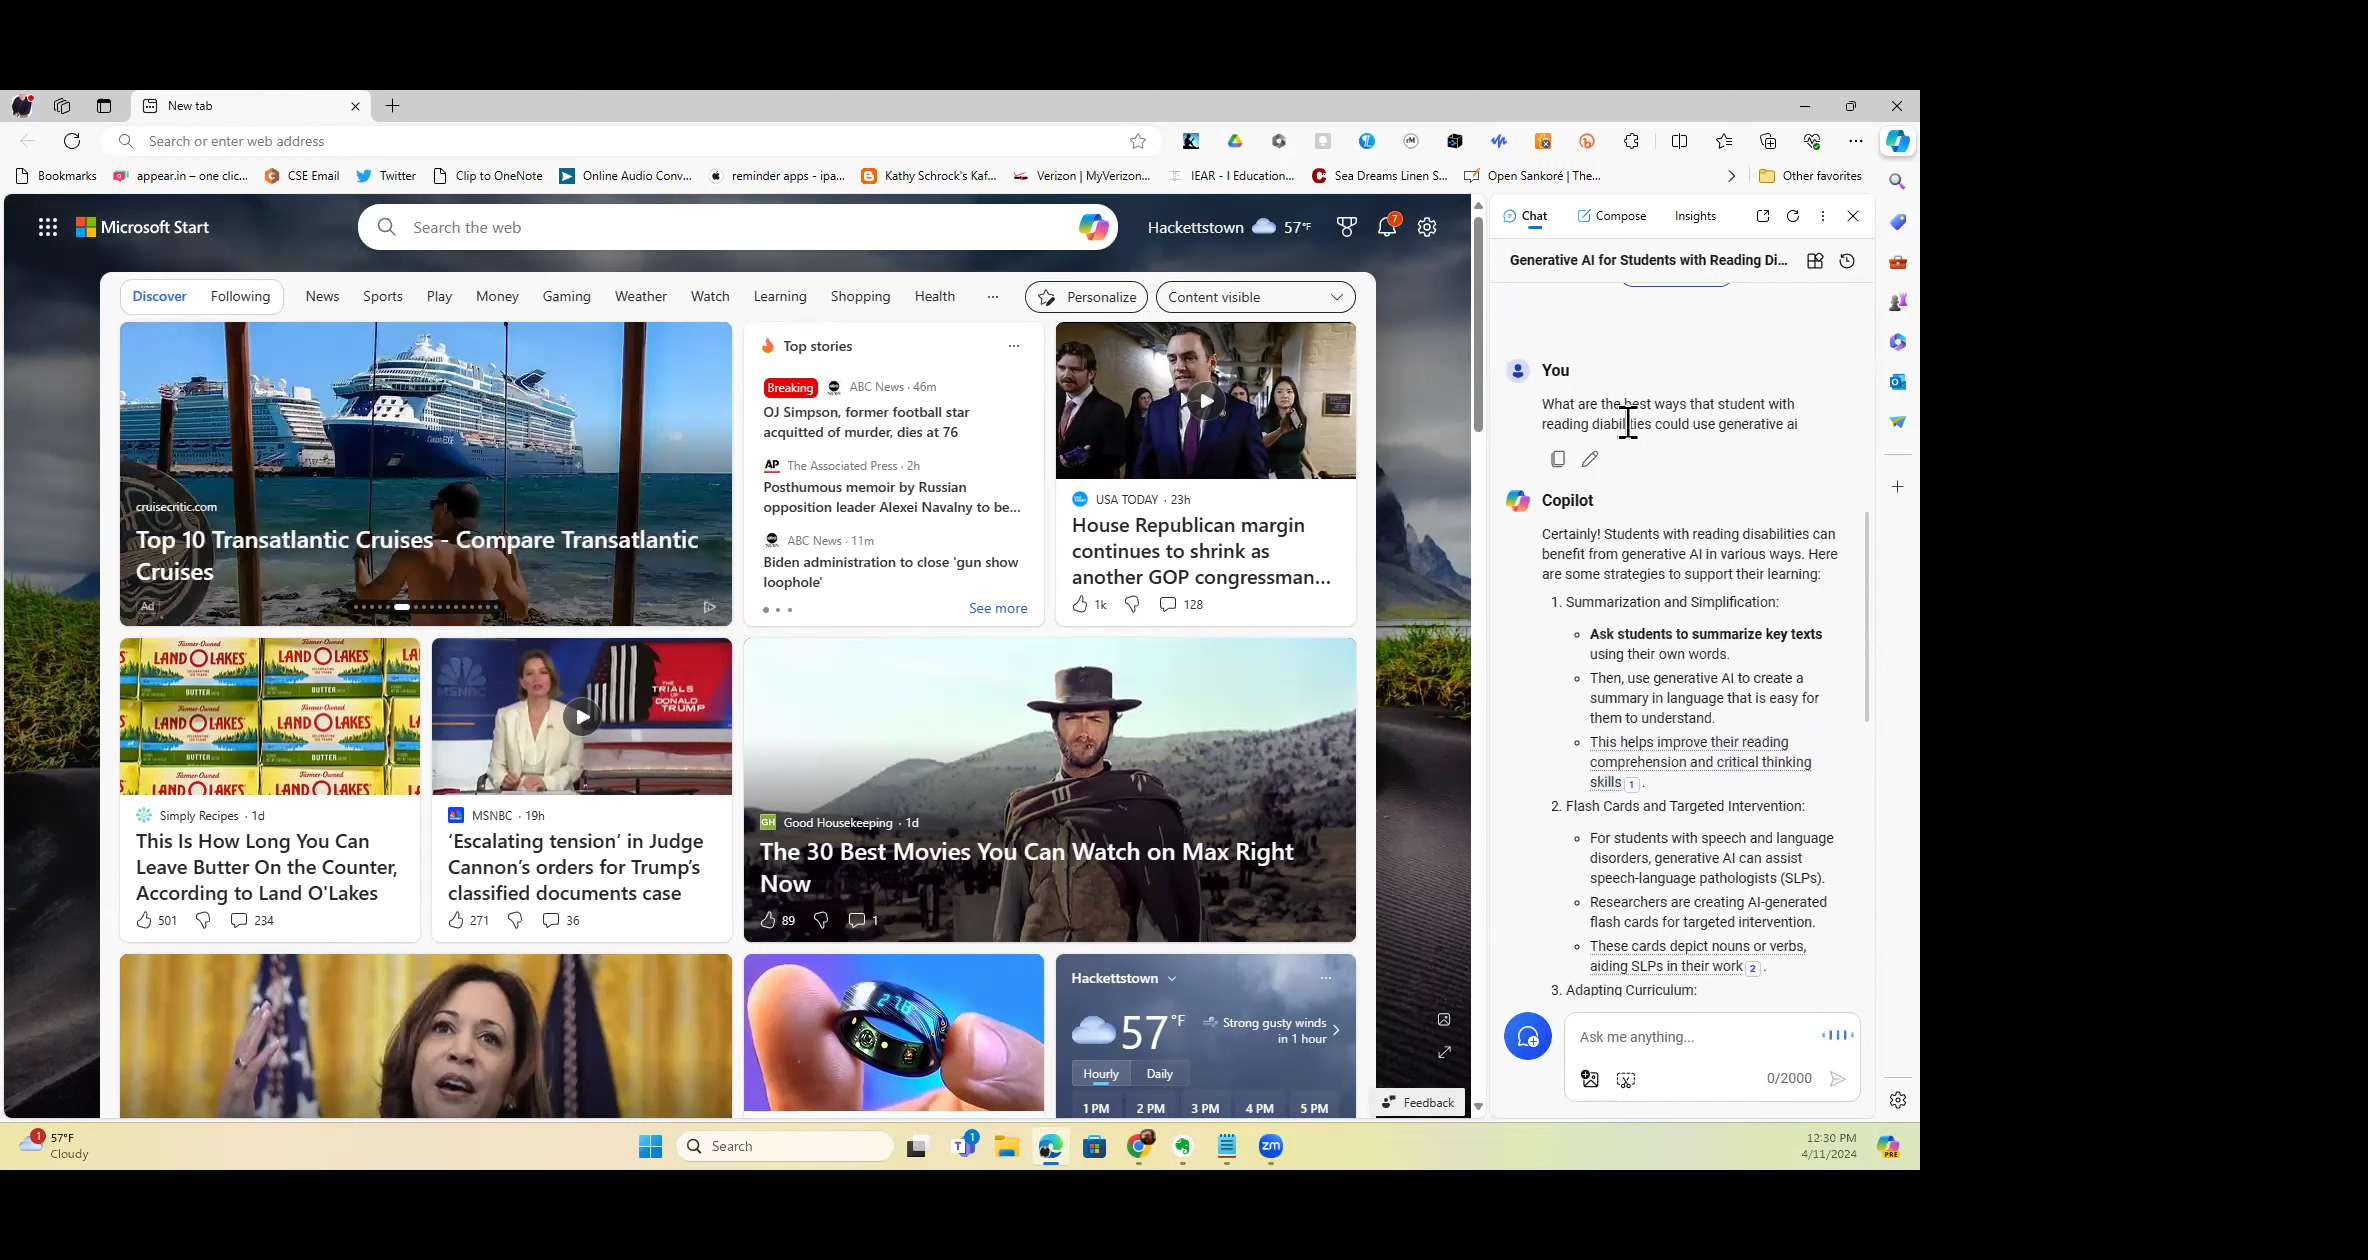 New tab
Search or enter web address
Bookmarks
appear.in – one clic...
CSE Email
Twitter
Clip to OneNote
Online Audio Conv...
reminder apps - ipa...
Kathy Schrock's Kaf...
Verizon | MyVerizon...
IEAR - I Education...
Sea Dreams Linen S...
Open Sankoré | The...
Other favorites
Microsoft Start
Search the web
Hackettstown
57°F
7
Discover
Following
News
Sports
Play
Money
Gaming
Weather
Watch
Learning
Shopping
Health
Personalize
Content visible
cruisecritic.com
Top 10 Transatlantic Cruises - Compare Transatlantic
Cruises
Ad
Top stories
Breaking
ABC News · 46m
OJ Simpson, former football star
acquitted of murder, dies at 76
AP The Associated Press · 2h
Posthumous memoir by Russian
opposition leader Alexei Navalny to be...
ABC News · 11m
Biden administration to close 'gun show
loophole'
See more
USA TODAY · 23h
House Republican margin
continues to shrink as
another GOP congressman...
1k
128
Farmer-Owned
LAND O LAKES
BUTTER
Simply Recipes · 1d
This Is How Long You Can
Leave Butter On the Counter,
According to Land O'Lakes
501
234
MSNBC
THE
TRIALS
OF
DONALD
TRUMP
MSNBC · 19h
‘Escalating tension’ in Judge
Cannon’s orders for Trump’s
classified documents case
271
36
GH Good Housekeeping · 1d
The 30 Best Movies You Can Watch on Max Right
Now
89
1
Hackettstown
57°F
Strong gusty winds
in 1 hour
Hourly
Daily
1 PM
2 PM
3 PM
4 PM
5 PM
Feedback
Chat
Compose
Insights
Generative AI for Students with Reading Di...
You
What are the best ways that student with
reading diabilities could use generative ai
Copilot
Certainly! Students with reading disabilities can
benefit from generative AI in various ways. Here
are some strategies to support their learning:
1. Summarization and Simplification:
Ask students to summarize key texts
using their own words.
Then, use generative AI to create a
summary in language that is easy for
them to understand.
This helps improve their reading
comprehension and critical thinking
skills 1 .
2. Flash Cards and Targeted Intervention:
For students with speech and language
disorders, generative AI can assist
speech-language pathologists (SLPs).
Researchers are creating AI-generated
flash cards for targeted intervention.
These cards depict nouns or verbs,
aiding SLPs in their work 2 .
3. Adapting Curriculum:
Ask me anything...
0/2000
1
57°F
Cloudy
Search
1
zm
12:30 PM
4/11/2024
PRE